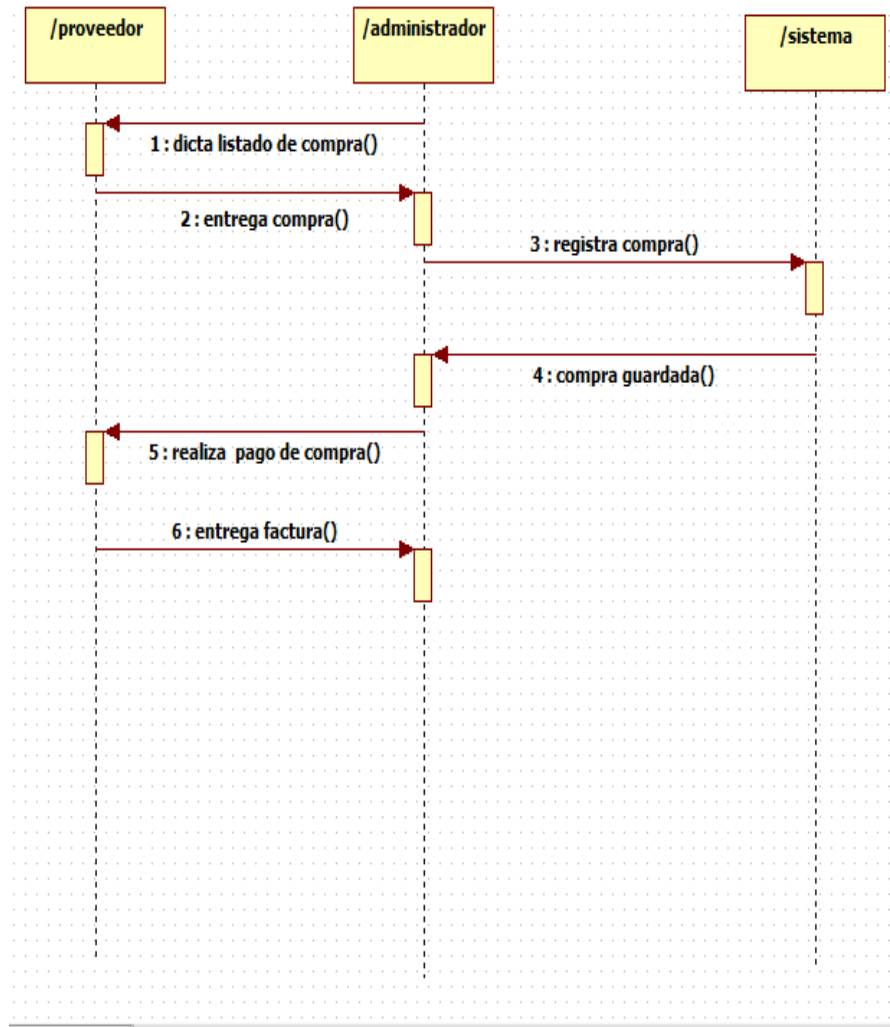 /proveedor
/administrador
/sistema
1 : dicta listado de compra()
2 : entrega compra()
3 : registra compra()
4 : compra guardada()
5 : realiza  pago de compra()
6 : entrega factura()